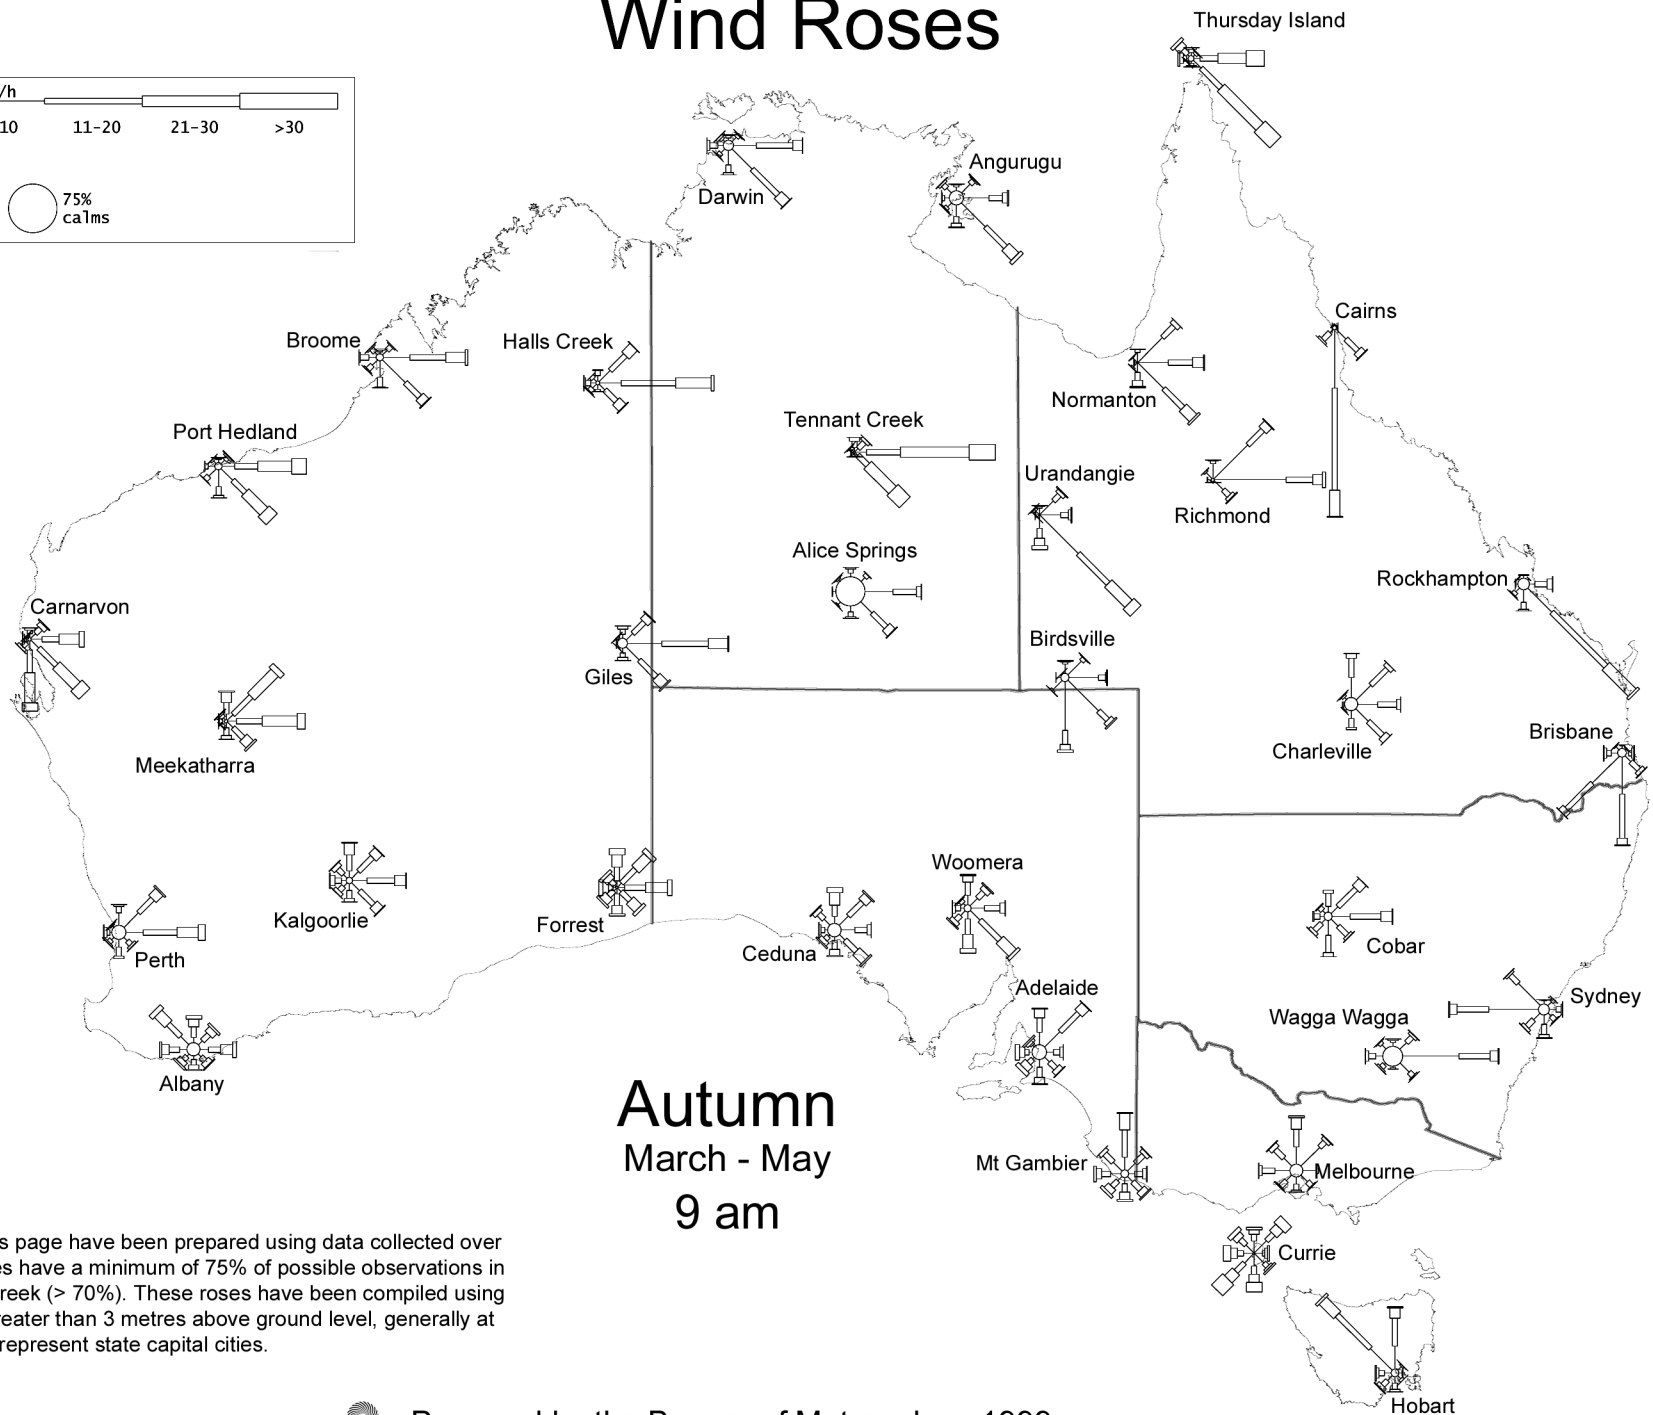 Wind Roses
Thursday Island
/h
10 11-20 21-30 >30
75%
calms
Darwin
Angurugu
Cairns
Broome
Halls Creek
Normanton
Port Hedland
Tennant Creek
Urandangie
Richmond
Alice Springs
Rockhampton
Carnarvon
Birdsville
Giles
Charleville
Brisbane
Meekatharra
Woomera
Kalgoorlie
Forrest
Ceduna
Cobar
Perth
Adelaide
Sydney
Wagga Wagga
Albany
Autumn
March - May
9 am
Mt Gambier
Melbourne
Currie
s page have been prepared using data collected over
es have a minimum of 75% of possible observations in
reek (> 70%). These roses have been compiled using
reater than 3 metres above ground level, generally at
represent state capital cities.
Hobart